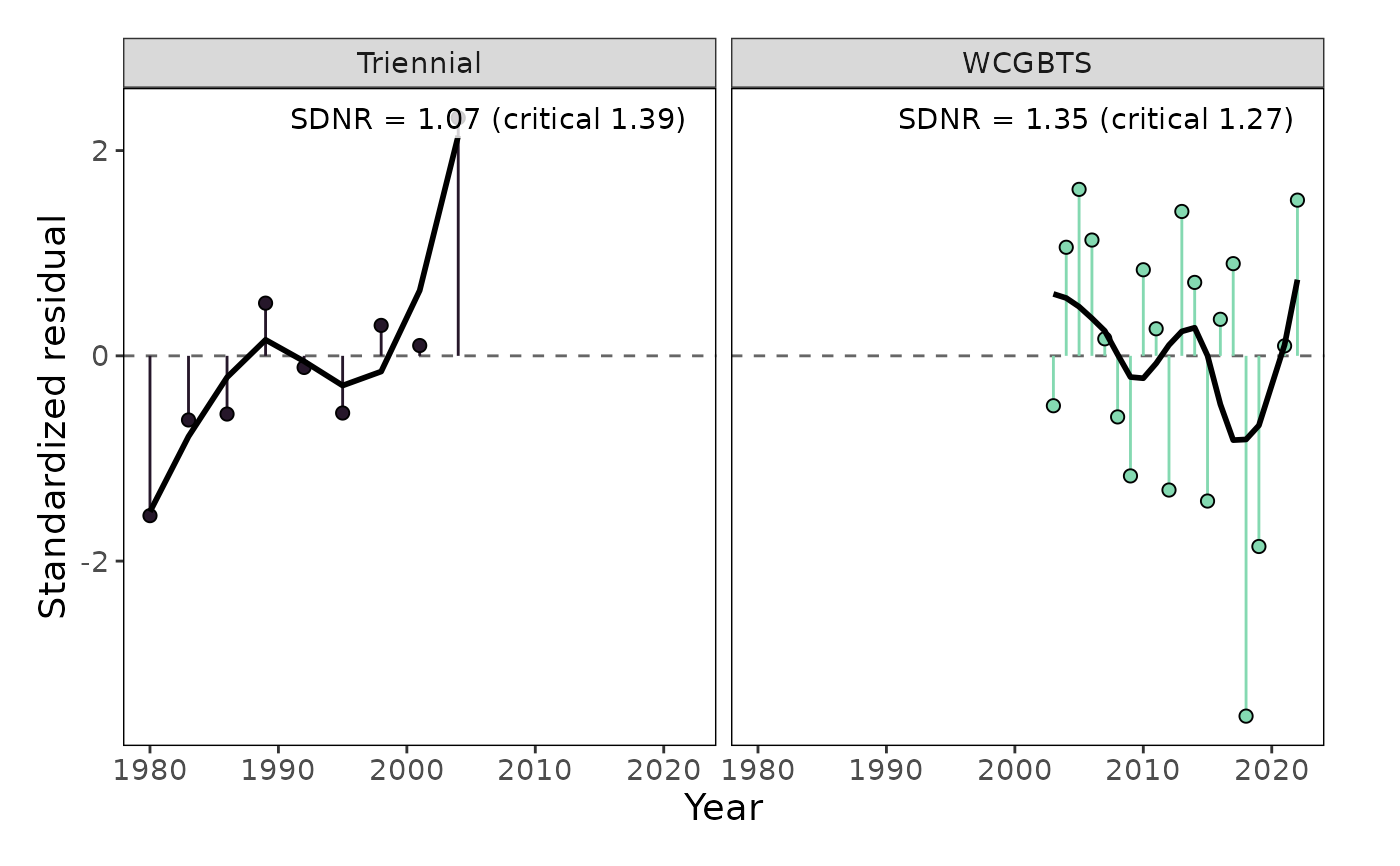 Triennial
WCGBTS
SDNR = 1.07 (critical 1.39)
SDNR = 1.35 (critical 1.27)
Standardized residual
2
0
-2
1980 1990 2000 2010 2020
1980 1990 2000 2010 2020
Year